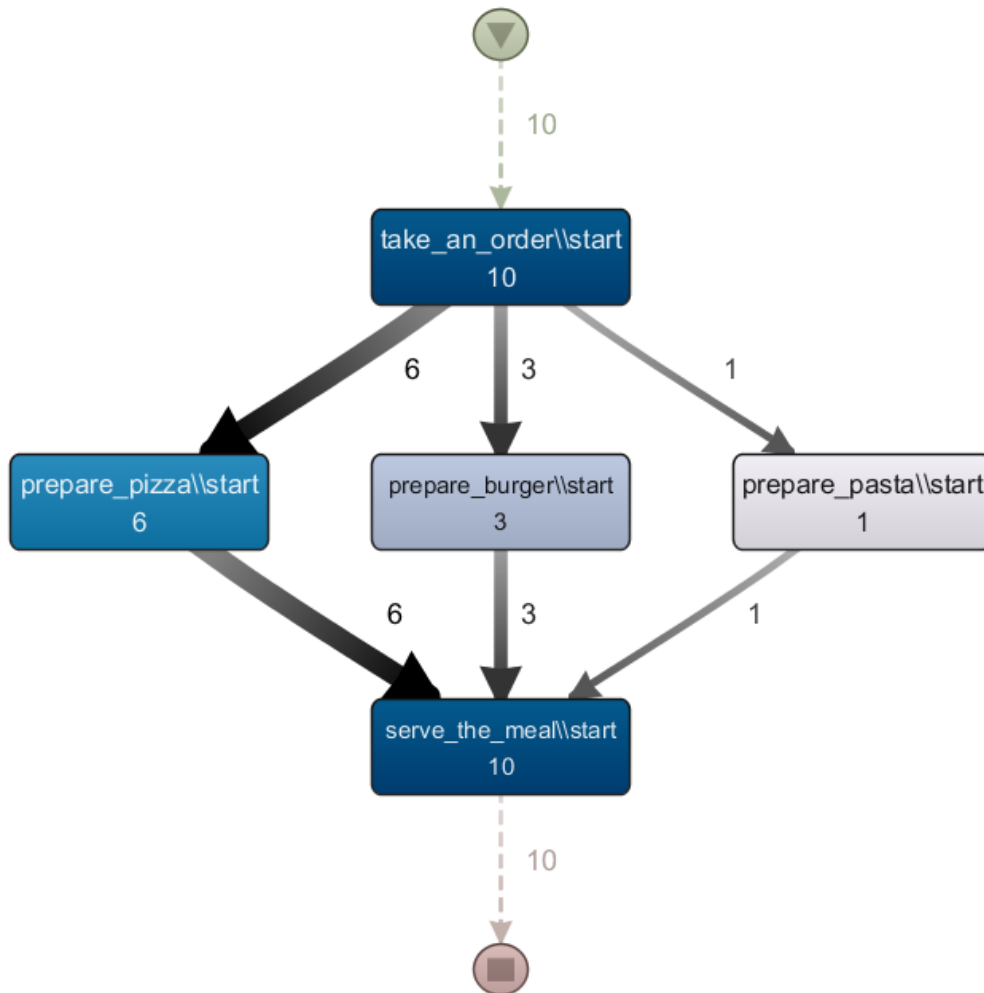 10
take_an_order\\start
10
6
3
1
prepare_pizza\\start
6
prepare_burger\\start
3
prepare_pasta\\start
1
6
3
1
serve_the_meal\\start
10
10